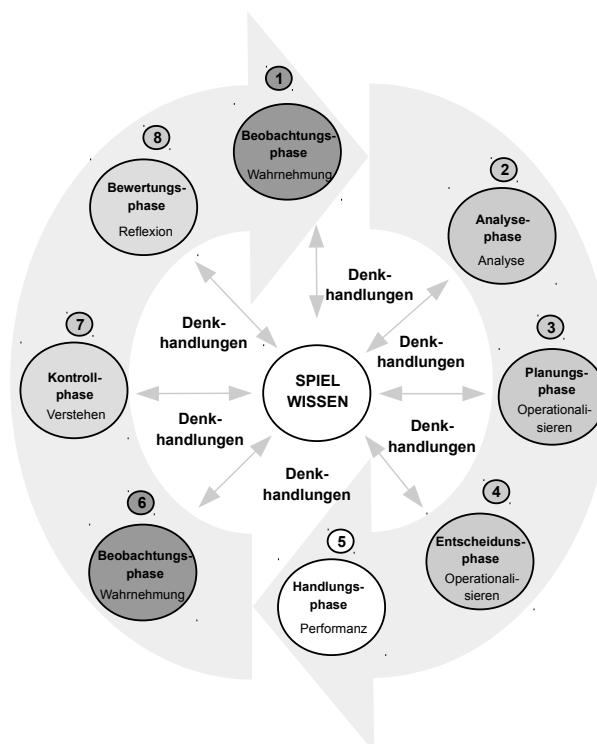 1
Beobachtungs-
phase
Wahrnehmung
2
Analyse-
phase
Analyse
3
Planungs-
phase
Operationali-
sieren
4
Entscheiduns-
phase
Operationali-
sieren
5
Handlungs-
phase
Performanz
6
Beobachtungs-
phase
Wahrnehmung
7
Kontroll-
phase
Verstehen
8
Bewertungs-
phase
Reflexion
Denk-
handlungen
Denk-
handlungen
Denk-
handlungen
Denk-
handlungen
Denk-
handlungen
Denk-
handlungen
SPIEL
WISSEN